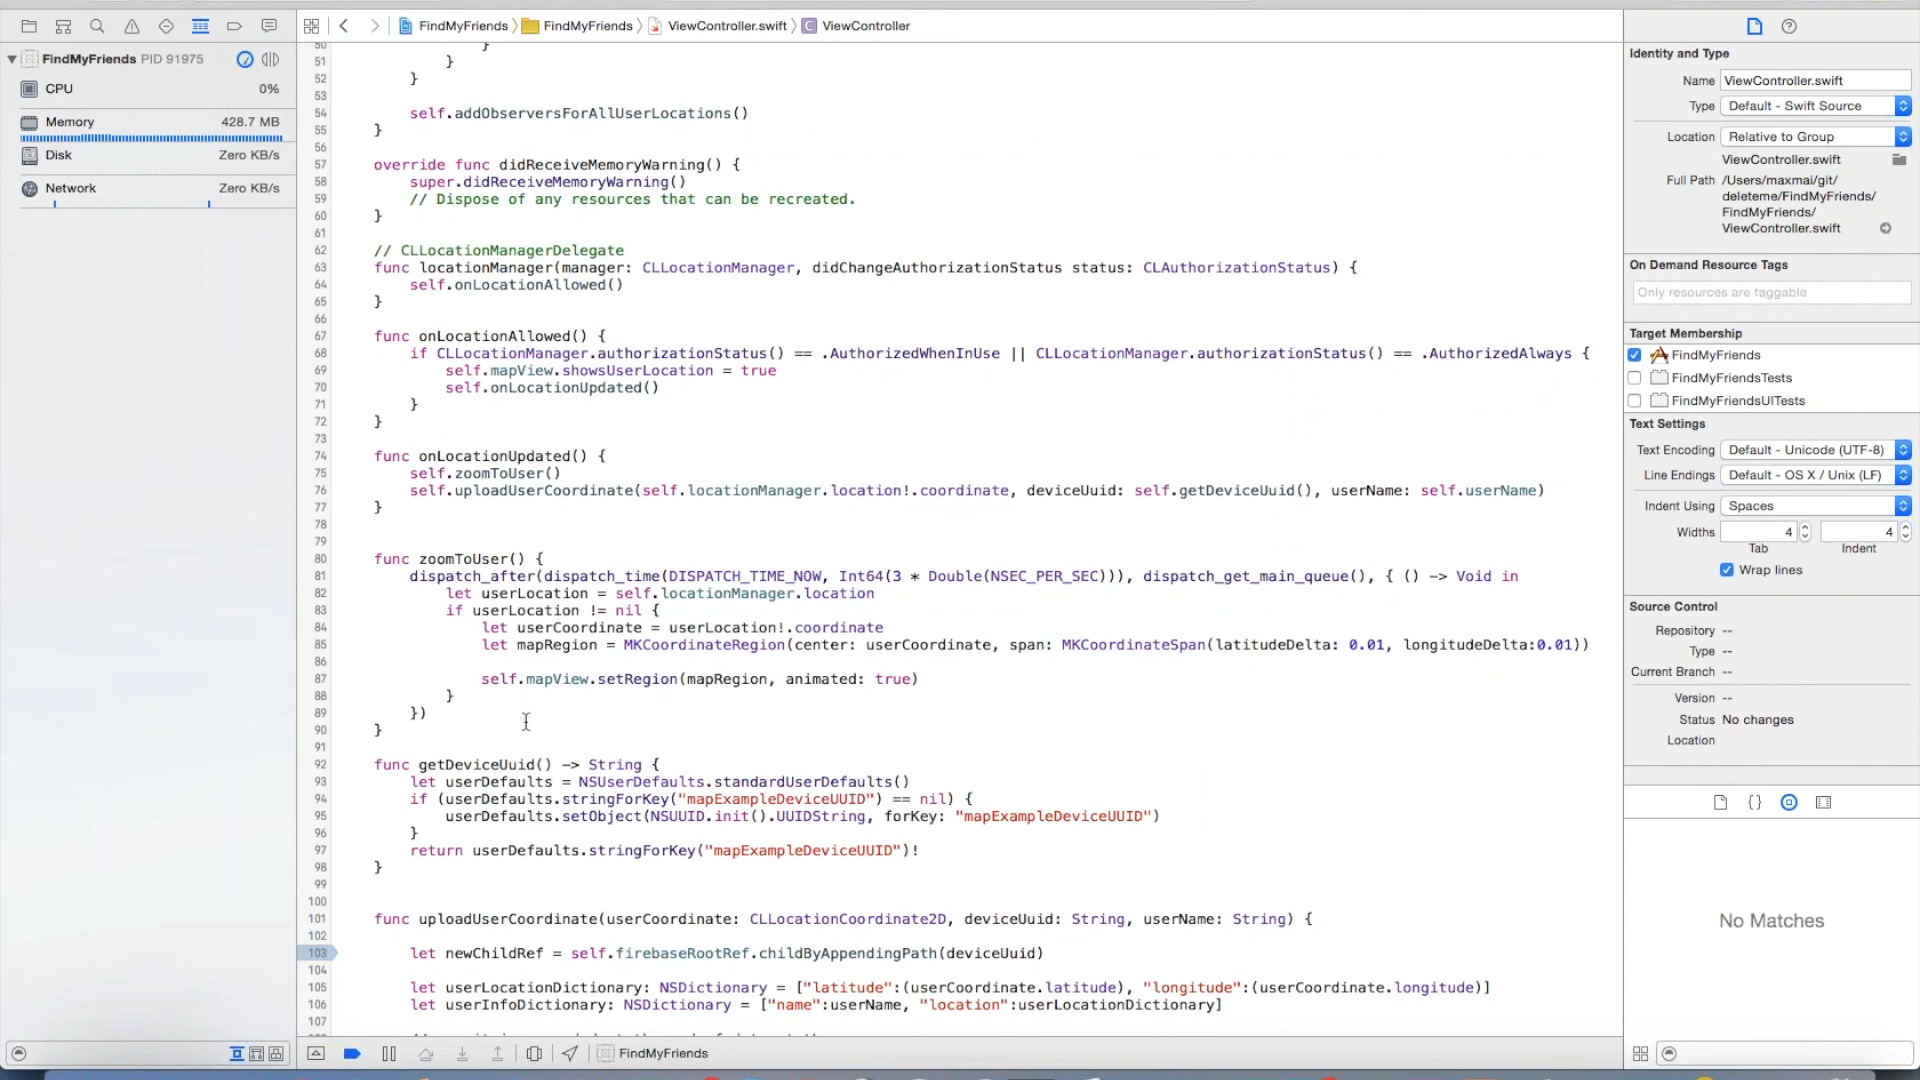 FindMyFriends
FindMyFriends
ViewController.swift
ViewController
FindMyFriends PID 91975
CPU 0%
Memory 428.7 MB
Disk Zero KB/s
Network Zero KB/s
50 }
51 }
52 }
53
54 self.addObserversForAllUserLocations()
55 }
56
57 override func didReceiveMemoryWarning() {
58 super.didReceiveMemoryWarning()
59 // Dispose of any resources that can be recreated.
60 }
61
62 // CLLocationManagerDelegate
63 func locationManager(manager: CLLocationManager, didChangeAuthorizationStatus status: CLAuthorizationStatus) {
64 self.onLocationAllowed()
65 }
66
67 func onLocationAllowed() {
68 if CLLocationManager.authorizationStatus() == .AuthorizedWhenInUse || CLLocationManager.authorizationStatus() == .AuthorizedAlways {
69 self.mapView.showsUserLocation = true
70 self.onLocationUpdated()
71 }
72 }
73
74 func onLocationUpdated() {
75 self.zoomToUser()
76 self.uploadUserCoordinate(self.locationManager.location!.coordinate, deviceUuid: self.getDeviceUuid(), userName: self.userName)
77 }
78
79
80 func zoomToUser() {
81 dispatch_after(dispatch_time(DISPATCH_TIME_NOW, Int64(3 * Double(NSEC_PER_SEC))), dispatch_get_main_queue(), { () -> Void in
82 let userLocation = self.locationManager.location
83 if userLocation != nil {
84 let userCoordinate = userLocation!.coordinate
85 let mapRegion = MKCoordinateRegion(center: userCoordinate, span: MKCoordinateSpan(latitudeDelta: 0.01, longitudeDelta:0.01))
86
87 self.mapView.setRegion(mapRegion, animated: true)
88 }
89 })
90 }
91
92 func getDeviceUuid() -> String {
93 let userDefaults = NSUserDefaults.standardUserDefaults()
94 if (userDefaults.stringForKey("mapExampleDeviceUUID") == nil) {
95 userDefaults.setObject(NSUUID.init().UUIDString, forKey: "mapExampleDeviceUUID")
96 }
97 return userDefaults.stringForKey("mapExampleDeviceUUID")!
98 }
99
100
101 func uploadUserCoordinate(userCoordinate: CLLocationCoordinate2D, deviceUuid: String, userName: String) {
102
103 let newChildRef = self.firebaseRootRef.childByAppendingPath(deviceUuid)
104
105 let userLocationDictionary: NSDictionary = ["latitude":(userCoordinate.latitude), "longitude":(userCoordinate.longitude)]
106 let userInfoDictionary: NSDictionary = ["name":userName, "location":userLocationDictionary]
107
FindMyFriends
Identity and Type
Name ViewController.swift
Type Default - Swift Source
Location Relative to Group
ViewController.swift
Full Path /Users/maxmai/git/
deleteme/FindMyFriends/
FindMyFriends/
ViewController.swift
On Demand Resource Tags
Only resources are taggable
Target Membership
FindMyFriends
FindMyFriendsTests
FindMyFriendsUITests
Text Settings
Text Encoding Default - Unicode (UTF-8)
Line Endings Default - OS X / Unix (LF)
Indent Using Spaces
Widths 4 4
Tab Indent
Wrap lines
Source Control
Repository --
Type --
Current Branch --
Version --
Status No changes
Location
{}
No Matches